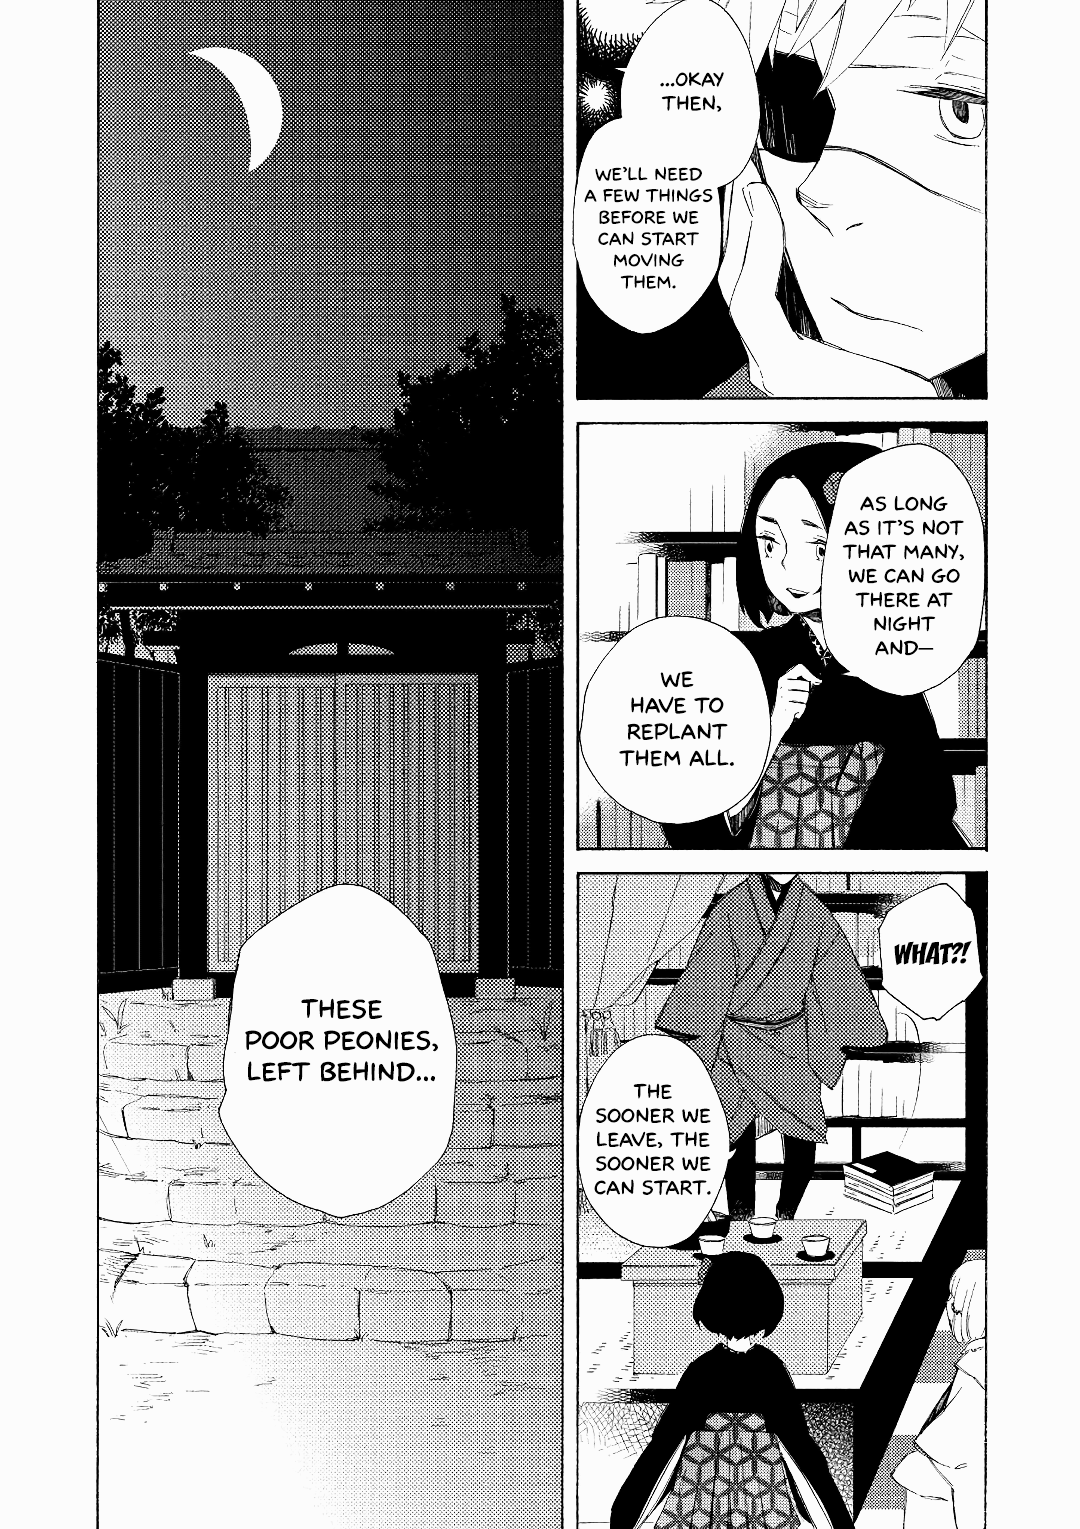 ...OKAY
THEN,
WE'LL NEED
A FEW THINGS
BEFORE WE
CAN START
MOVING
THEM.
AS LONG
AS IT'S NOT
THAT MANY,
WE CAN GO
THERE AT
NIGHT
AND—
WE
HAVE TO
REPLANT
THEM ALL.
WHAT?!
THE
SOONER WE
LEAVE, THE
SOONER WE
CAN START.
THESE
POOR PEONIES,
LEFT BEHIND...